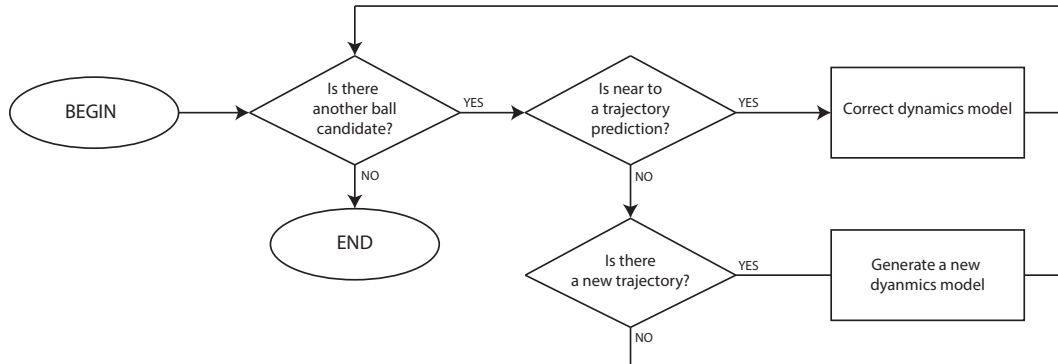 BEGIN
Is there
another ball
candidate?
YES
Is near to
a trajectory
prediction?
YES
Correct dynamics model
NO
NO
END
Is there
a new trajectory?
YES
Generate a new
dyanmics model
NO